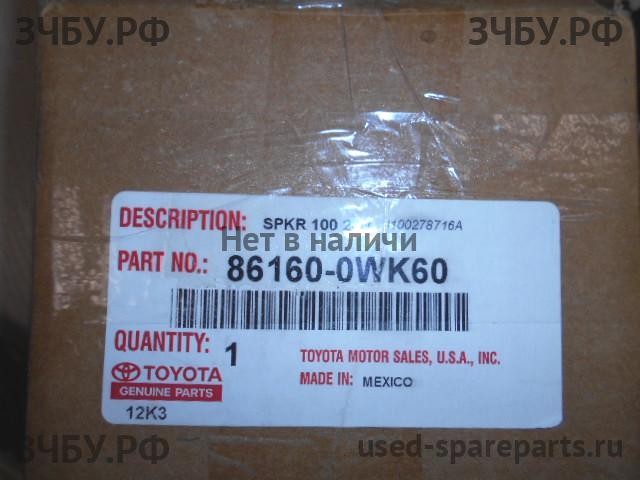 ЗЧБУ.РФ ЗЧБУ.РФ
DESCRIPTION: SPKR 100 1100278716A
Нет в наличи
PART NO.: 86160-0WK60
QUANTITY: 1
TOYOTA MOTOR SALES, U.S.A., INC.
TOYOTA
GENUINE PARTS
MADE IN: MEXICO
12K3
ЗЧБУ.РФ used-spareparts.ru